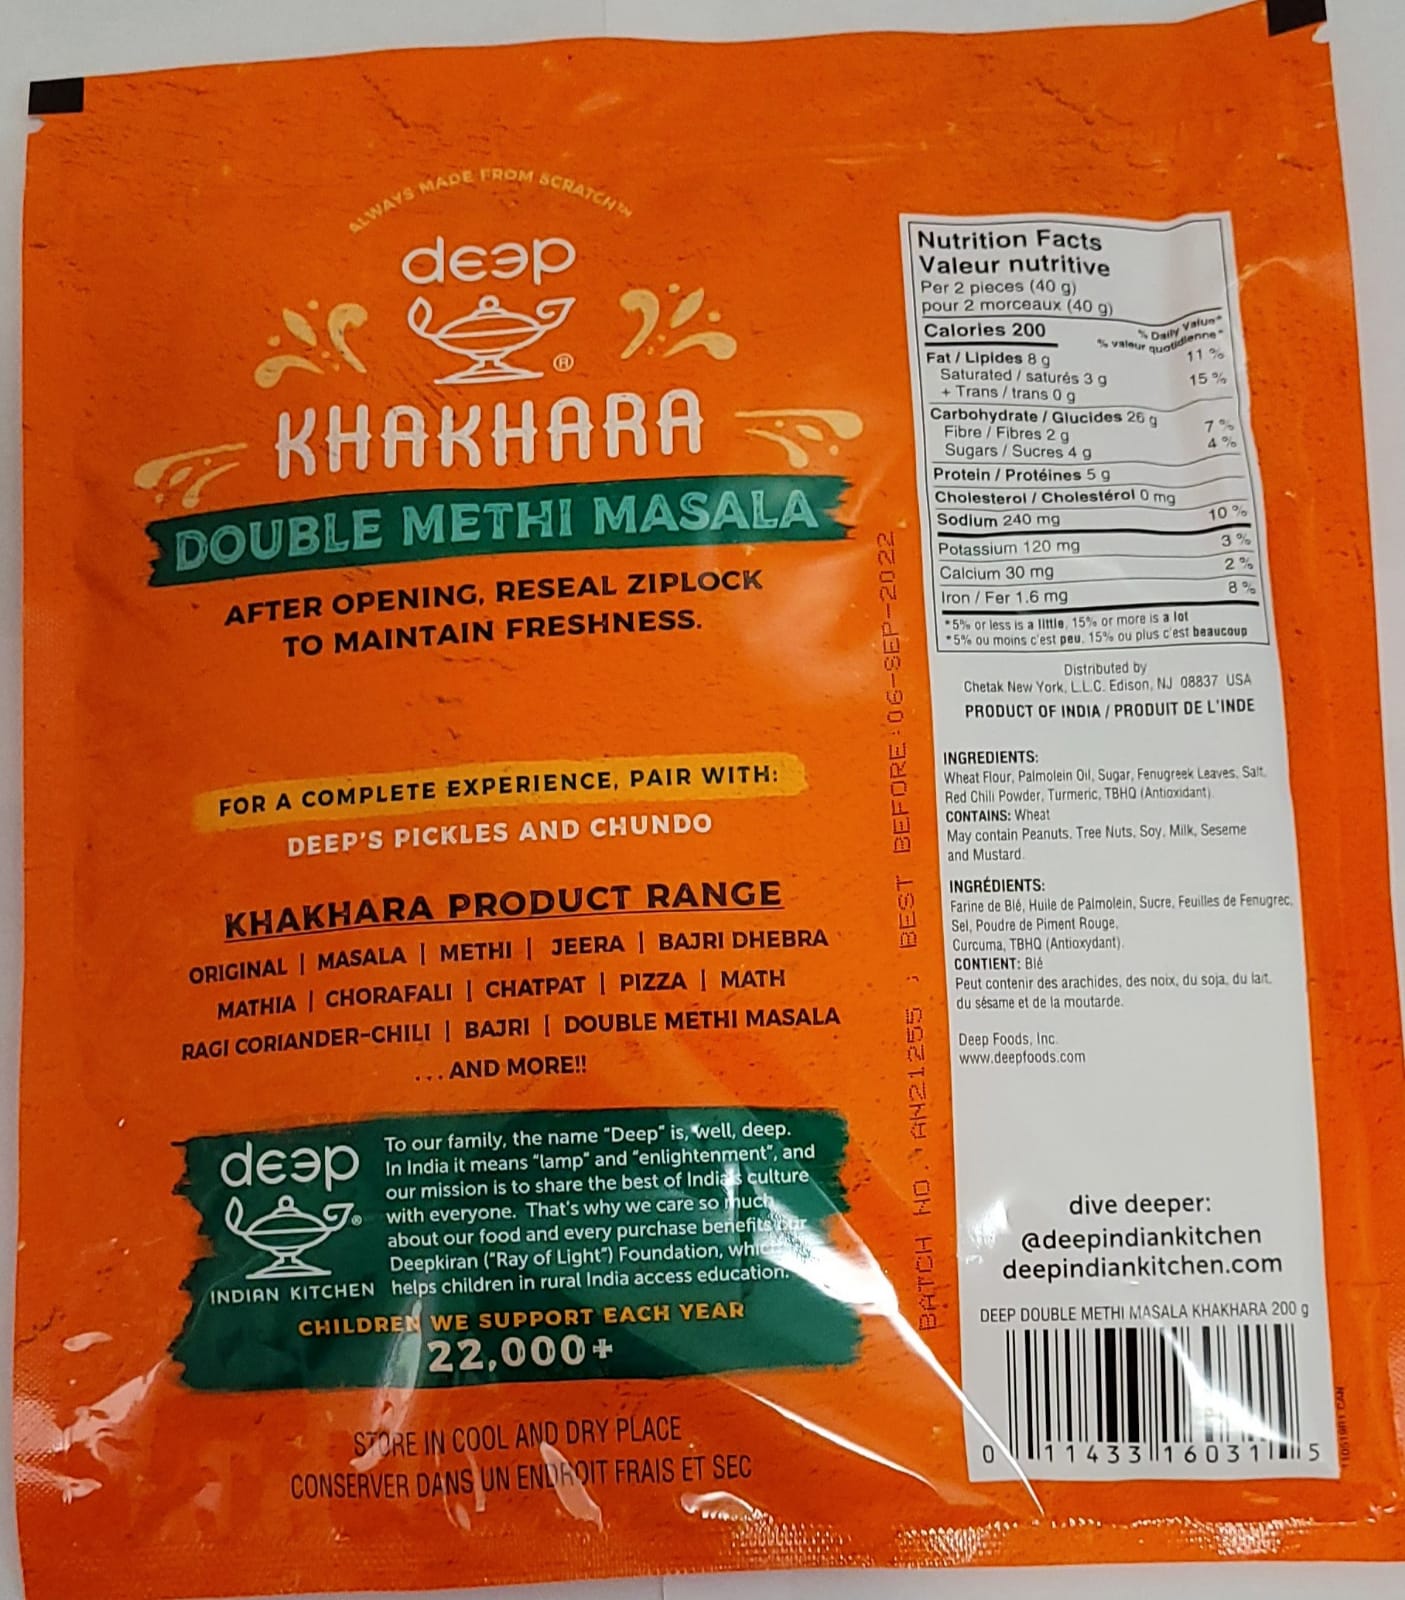 ALWAYS MADE FROM SCRATCH™
deep
®
KHAKHARA
DOUBLE METHI MASALA
AFTER OPENING, RESEAL ZIPLOCK
TO MAINTAIN FRESHNESS.
FOR A COMPLETE EXPERIENCE, PAIR WITH:
DEEP'S PICKLES AND CHUNDO
KHAKHARA PRODUCT RANGE
ORIGINAL | MASALA | METHI | JEERA | BAJRI DHEBRA
MATHIA | CHORAFALI | CHATPAT | PIZZA | MATH
RAGI CORIANDER-CHILI | BAJRI | DOUBLE METHI MASALA
... AND MORE!!
deep
®
INDIAN KITCHEN
To our family, the name "Deep" is, well, deep.
In India it means "lamp" and "enlightenment", and
our mission is to share the best of India's culture
with everyone. That's why we care so much
about our food and every purchase benefits our
Deepkiran ("Ray of Light") Foundation, which
helps children in rural India access education.
CHILDREN WE SUPPORT EACH YEAR
22,000+
STORE IN COOL AND DRY PLACE
CONSERVER DANS UN ENDROIT FRAIS ET SEC
BATCH NO. AN21255 ; BEST BEFORE:06-SEP-2022
Nutrition Facts
Valeur nutritive
Per 2 pieces (40 g)
pour 2 morceaux (40 g)
Calories 200
% Daily Value*
% valeur quotidienne*
Fat / Lipides 8 g 11 %
Saturated / saturés 3 g 15 %
+ Trans / trans 0 g
Carbohydrate / Glucides 26 g
Fibre / Fibres 2 g 7 %
Sugars / Sucres 4 g 4 %
Protein / Protéines 5 g
Cholesterol / Cholestérol 0 mg
Sodium 240 mg 10 %
Potassium 120 mg 3 %
Calcium 30 mg 2 %
Iron / Fer 1.6 mg 8 %
*5% or less is a little, 15% or more is a lot
*5% ou moins c'est peu, 15% ou plus c'est beaucoup
Distributed by
Chetak New York, L.L.C. Edison, NJ 08837 USA
PRODUCT OF INDIA / PRODUIT DE L'INDE
INGREDIENTS:
Wheat Flour, Palmolein Oil, Sugar, Fenugreek Leaves, Salt,
Red Chili Powder, Turmeric, TBHQ (Antioxidant).
CONTAINS: Wheat
May contain Peanuts, Tree Nuts, Soy, Milk, Seseme
and Mustard.
INGRÉDIENTS:
Farine de Blé, Huile de Palmolein, Sucre, Feuilles de Fenugrec,
Sel, Poudre de Piment Rouge,
Curcuma, TBHQ (Antioxydant).
CONTIENT: Blé
Peut contenir des arachides, des noix, du soja, du lait,
du sésame et de la moutarde.
Deep Foods, Inc.
www.deepfoods.com
dive deeper:
@deepindiankitchen
deepindiankitchen.com
DEEP DOUBLE METHI MASALA KHAKHARA 200 g
0 11433 16031 5